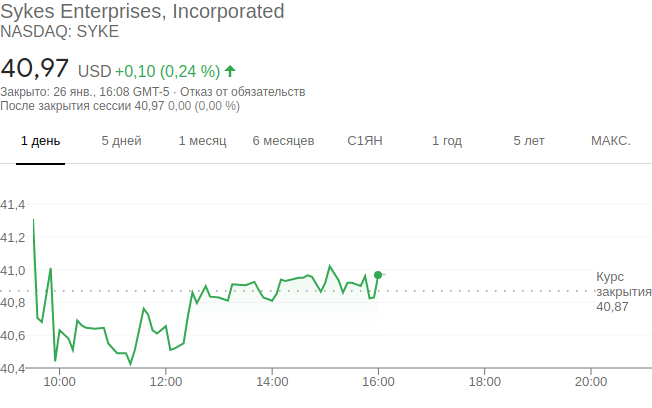 Sykes Enterprises, Incorporated
NASDAQ: SYKE
40,97 USD +0,10 (0,24 %)
Закрыто: 26 янв., 16:08 GMT-5 · Отказ от обязательств
После закрытия сессии 40,97 0,00 (0,00 %)
1 день 5 дней 1 месяц 6 месяцев С1ЯН 1 год 5 лет МАКС.
41,4
41,2
41,0
40,8
40,6
40,4
Курс
закрытия
40,87
10:00 12:00 14:00 16:00 18:00 20:00